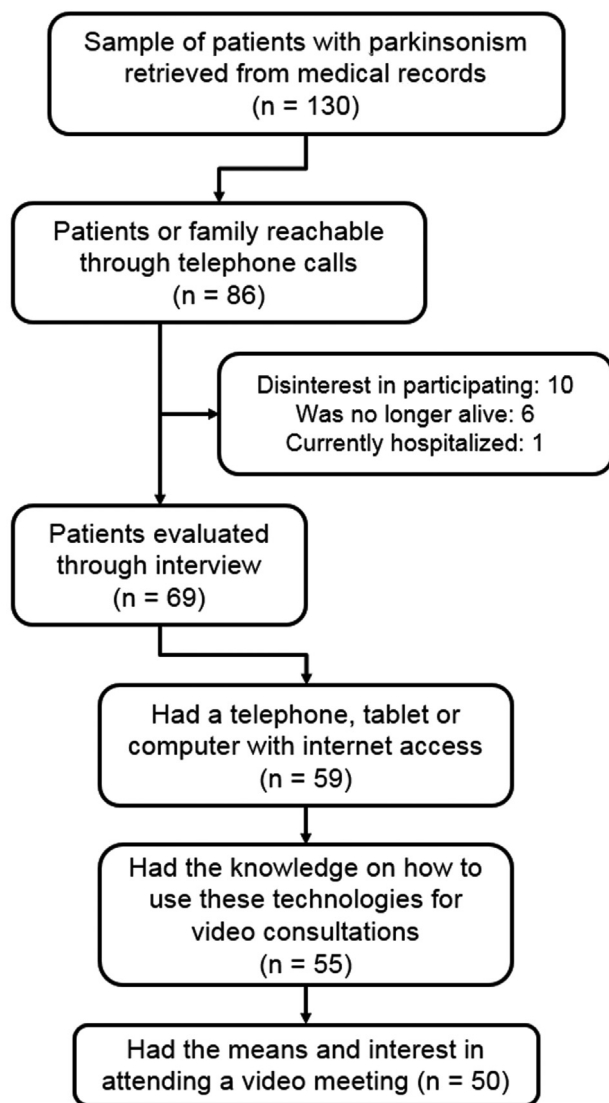 Sample of patients with parkinsonism
retrieved from medical records
(n = 130)
Patients or family reachable
through telephone calls
(n = 86)
Disinterest in participating: 10
Was no longer alive: 6
Currently hospitalized: 1
Patients evaluated
through interview
(n = 69)
Had a telephone, tablet or
computer with internet access
(n = 59)
Had the knowledge on how to
use these technologies for
video consultations
(n = 55)
Had the means and interest in
attending a video meeting (n = 50)